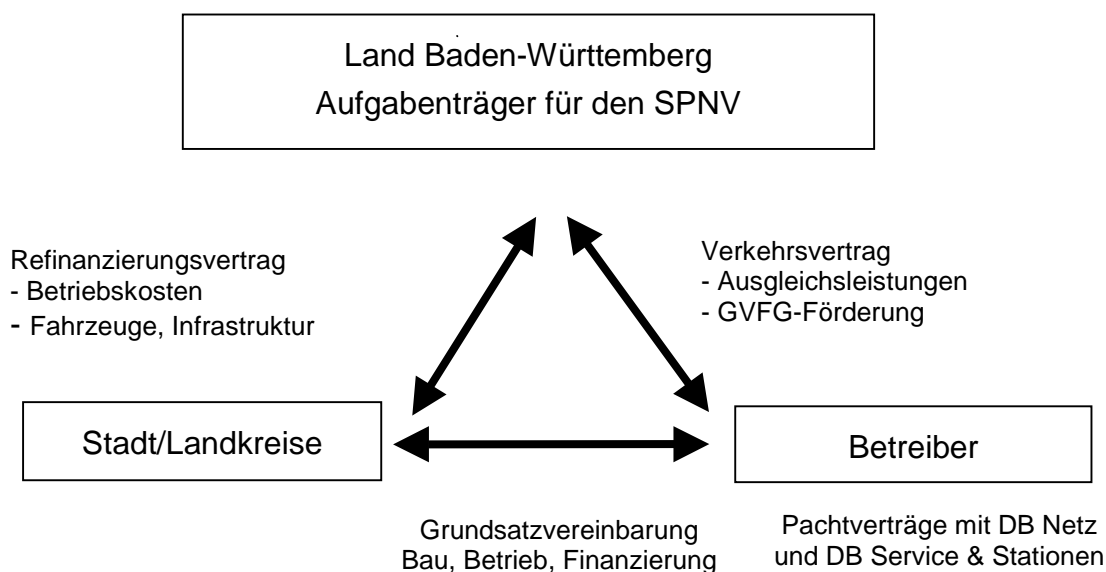 Land Baden-Württemberg
Aufgabenträger für den SPNV
Refinanzierungsvertrag
- Betriebskosten
- Fahrzeuge, Infrastruktur
Verkehrsvertrag
- Ausgleichsleistungen
- GVFG-Förderung
Stadt/Landkreise
Betreiber
Grundsatzvereinbarung
Bau, Betrieb, Finanzierung
Pachtverträge mit DB Netz
und DB Service & Stationen